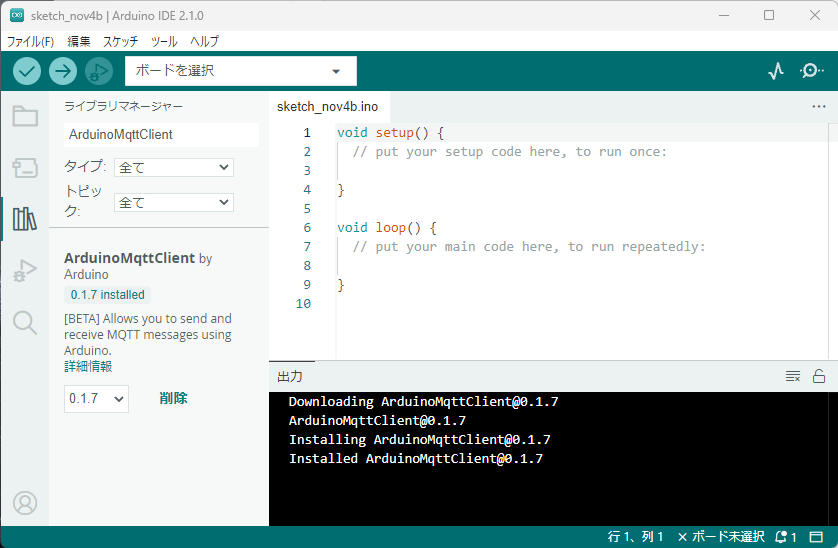 sketch_nov4b | Arduino IDE 2.1.0
ファイル(F) 編集 スケッチ ツール ヘルプ
ボードを選択
ライブラリマネージャー
ArduinoMqttClient
タイプ: 全て
トピッ
ク:
全て
ArduinoMqttClient by
Arduino
0.1.7 installed
[BETA] Allows you to send and
receive MQTT messages using
Arduino.
詳細情報
0.1.7 削除
sketch_nov4b.ino
1 void setup() {
2 // put your setup code here, to run once:
3
4 }
5
6 void loop() {
7 // put your main code here, to run repeatedly:
8
9 }
10
出力
Downloading ArduinoMqttClient@0.1.7
ArduinoMqttClient@0.1.7
Installing ArduinoMqttClient@0.1.7
Installed ArduinoMqttClient@0.1.7
行 1、列 1 ボード未選択 1